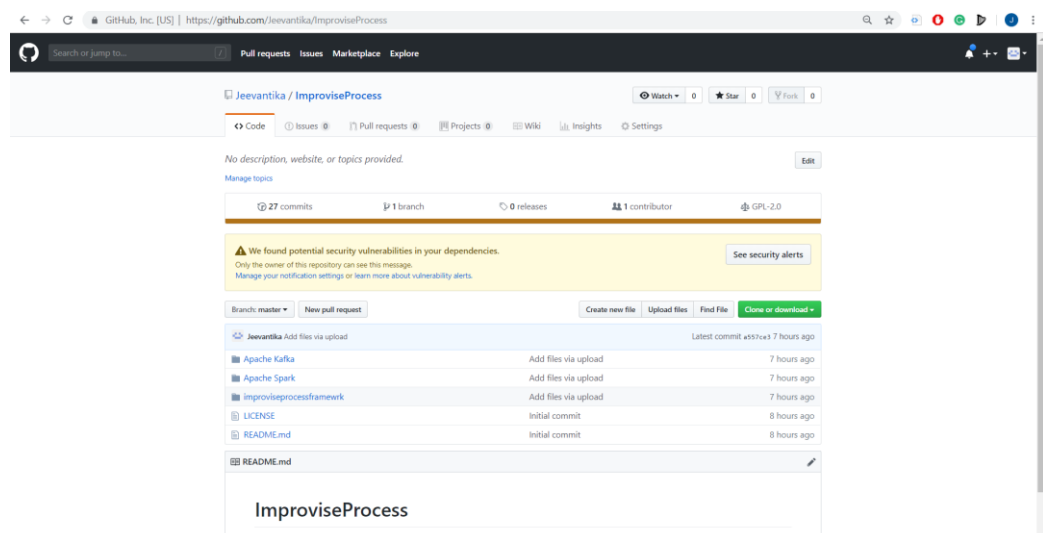 GitHub, Inc. [US] | https://github.com/Jeevantika/ImproviseProcess
Search or jump to... / Pull requests Issues Marketplace Explore
Jeevantika / ImproviseProcess Watch 0 Star 0 Fork 0
Code Issues 0 Pull requests 0 Projects 0 Wiki Insights Settings
No description, website, or topics provided. Edit
Manage topics
27 commits 1 branch 0 releases 1 contributor GPL-2.0
We found potential security vulnerabilities in your dependencies.
Only the owner of this repository can see this message. See security alerts
Manage your notification settings or learn more about vulnerability alerts.
Branch: master New pull request Create new file Upload files Find File Clone or download
Jeevantika Add files via upload Latest commit a557ce3 7 hours ago
Apache Kafka Add files via upload 7 hours ago
Apache Spark Add files via upload 7 hours ago
improviseprocessframewrk Add files via upload 7 hours ago
LICENSE Initial commit 8 hours ago
README.md Initial commit 8 hours ago
README.md
ImproviseProcess